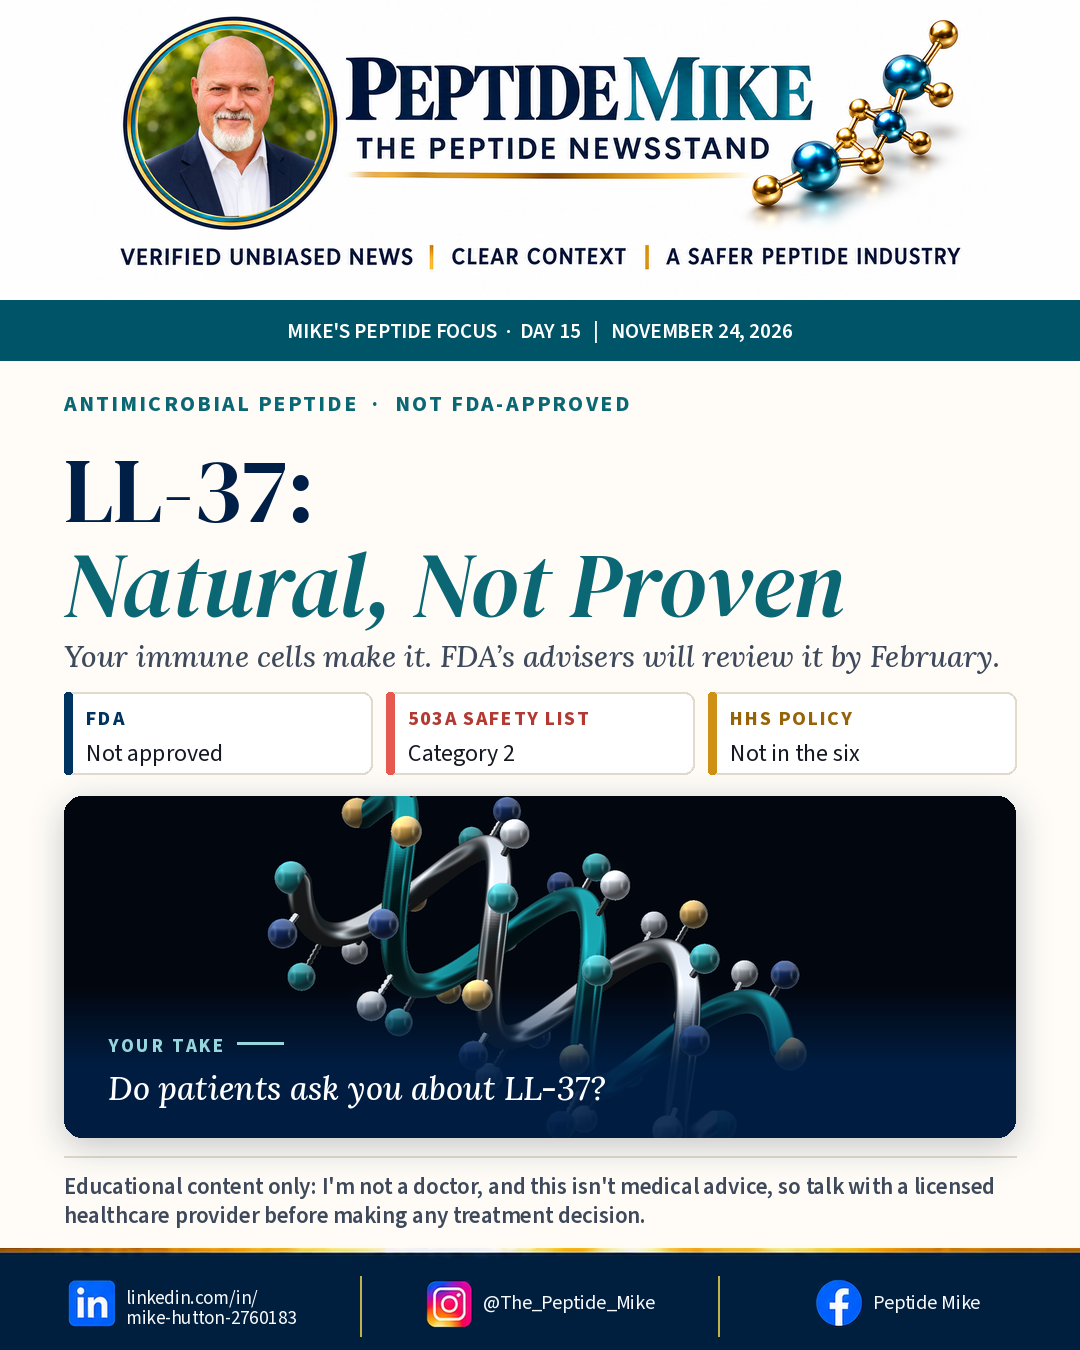 PEPTIDEMIKE
THE PEPTIDE NEWSSTAND
VERIFIED UNBIASED NEWS | CLEAR CONTEXT | A SAFER PEPTIDE INDUSTRY
MIKE'S PEPTIDE FOCUS · DAY 15 | NOVEMBER 24, 2026
ANTIMICROBIAL PEPTIDE · NOT FDA-APPROVED
LL-37:
Natural, Not Proven
Your immune cells make it. FDA’s advisers will review it by February.
FDA
Not approved
503A SAFETY LIST
Category 2
HHS POLICY
Not in the six
YOUR TAKE
Do patients ask you about LL-37?
Educational content only: I'm not a doctor, and this isn't medical advice, so talk with a licensed
healthcare provider before making any treatment decision.
in
linkedin.com/in/
mike-hutton-2760183
@The_Peptide_Mike
Peptide Mike